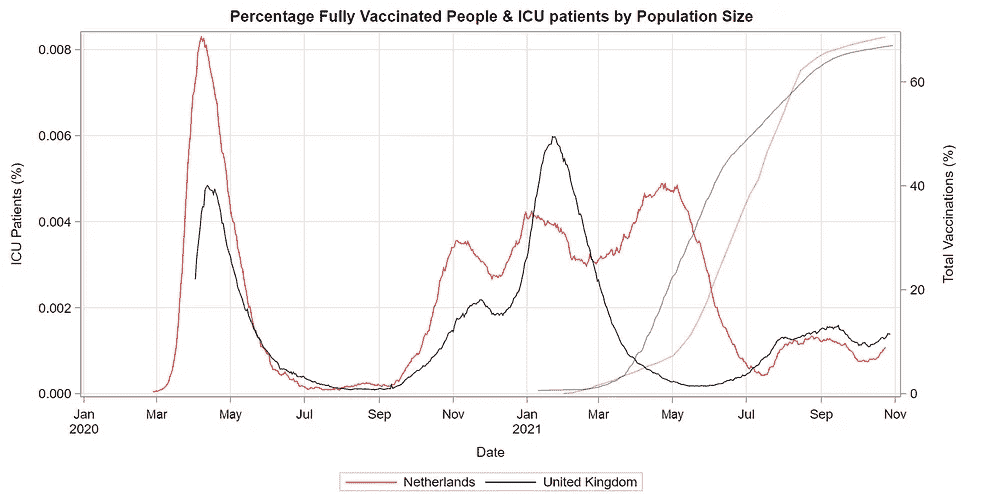 Percentage Fully Vaccinated People & ICU patients by Population Size
ICU Patients (%)
0.008
0.006
0.004
0.002
0.000
Total Vaccinations (%)
60
40
20
0
Jan Mar May Jul Sep Nov Jan Mar May Jul Sep Nov
2020 2021
Date
Netherlands United Kingdom